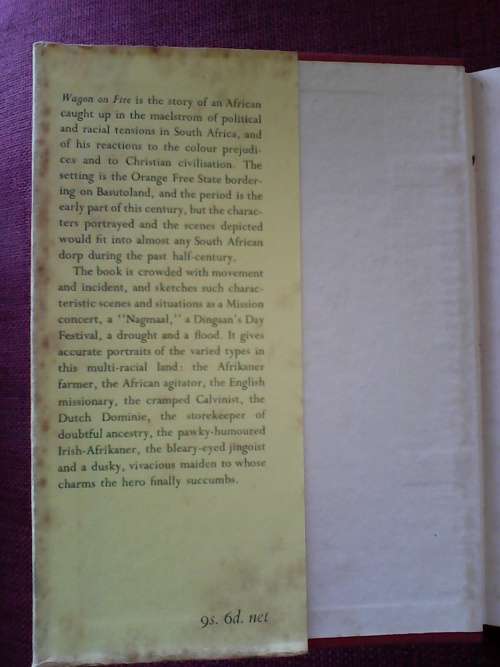 Wagon on Fire is the story of an African
caught up in the maelstrom of political
and racial tensions in South Africa, and
of his reactions to the colour prejudi-
ces and to Christian civilisation. The
setting is the Orange Free State border-
ing on Basutoland, and the period is the
early part of this century, but the charac-
ters portrayed and the scenes depicted
would fit into almost any South African
dorp during the past half-century.
The book is crowded with movement
and incident, and sketches such charac-
teristic scenes and situations as a Mission
concert, a "Nagmaal," a Dingaan's Day
Festival, a drought and a flood. It gives
accurate portraits of the varied types in
this multi-racial land: the Afrikaner
farmer, the African agitator, the English
missionary, the cramped Calvinist, the
Dutch Dominie, the storekeeper of
doubtful ancestry, the pawky-humoured
Irish-Afrikaner, the bleary-eyed jingoist
and a dusky, vivacious maiden to whose
charms the hero finally succumbs.
9s. 6d. net